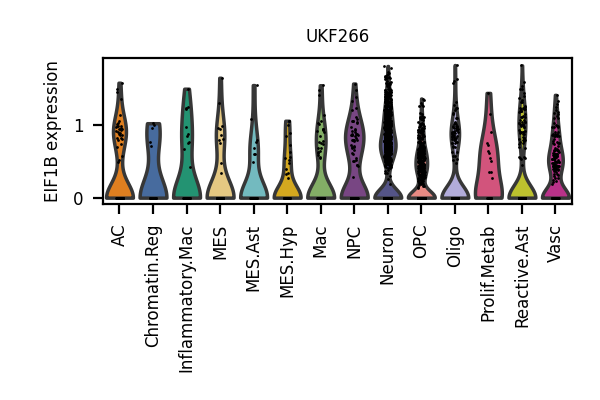 UKF266
EIF1B expression
1
0
AC
Chromatin.Reg
Inflammatory.Mac
MES
MES.Ast
MES.Hyp
Mac
NPC
Neuron
OPC
Oligo
Prolif.Metab
Reactive.Ast
Vasc